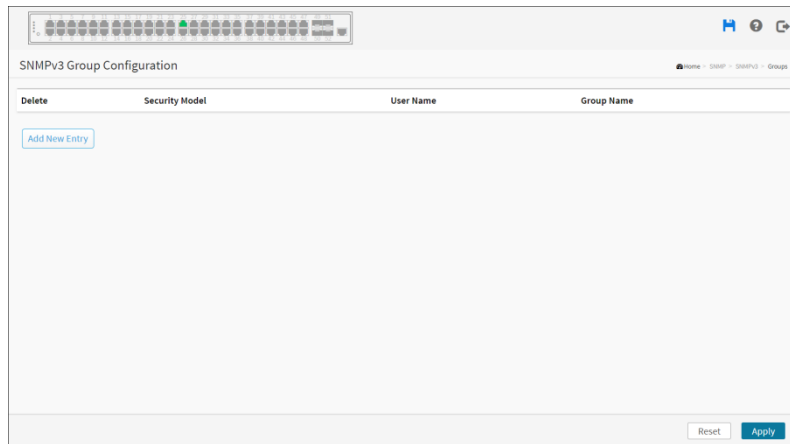 SNMPv3 Group Configuration
Home > SNMP > SNMPv3 > Groups
Delete Security Model User Name Group Name
Add New Entry
Reset Apply